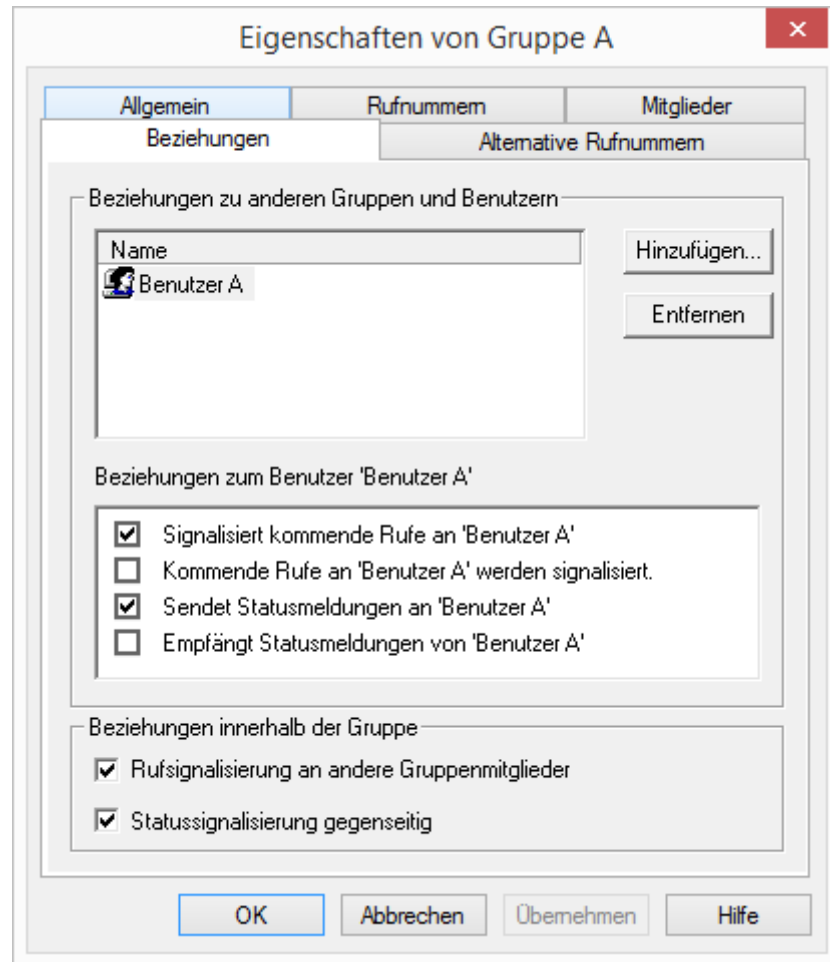 Eigenschaften von Gruppe A
Allgemein Rufnummern Mitglieder
Beziehungen Alternative Rufnummern
Beziehungen zu anderen Gruppen und Benutzern
Name
Benutzer A
Hinzufügen...
Entfernen
Beziehungen zum Benutzer 'Benutzer A'
Signalisiert kommende Rufe an 'Benutzer A'
Kommende Rufe an 'Benutzer A' werden signalisiert.
Sendet Statusmeldungen an 'Benutzer A'
Empfängt Statusmeldungen von 'Benutzer A'
Beziehungen innerhalb der Gruppe
Rufsignalisierung an andere Gruppenmitglieder
Statussignalisierung gegenseitig
OK Abbrechen Übernehmen Hilfe